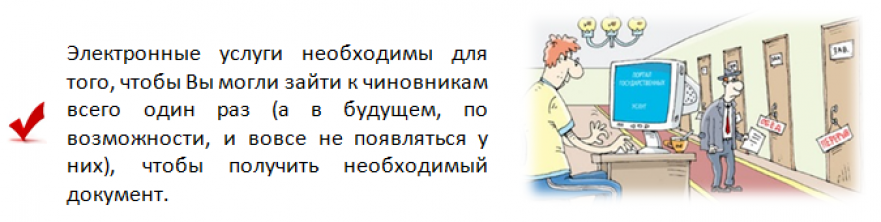 Электронные услуги необходимы для
того, чтобы Вы могли зайти к чиновникам
всего один раз (а в будущем, по
возможности, и вовсе не появляться у
них), чтобы получить необходимый
документ.
ПОРТАЛ
ГОСУДАРСТВЕННЫХ
УСЛУГ
ЗАВ.
ОБЕД
ПЕРЕРЫВ